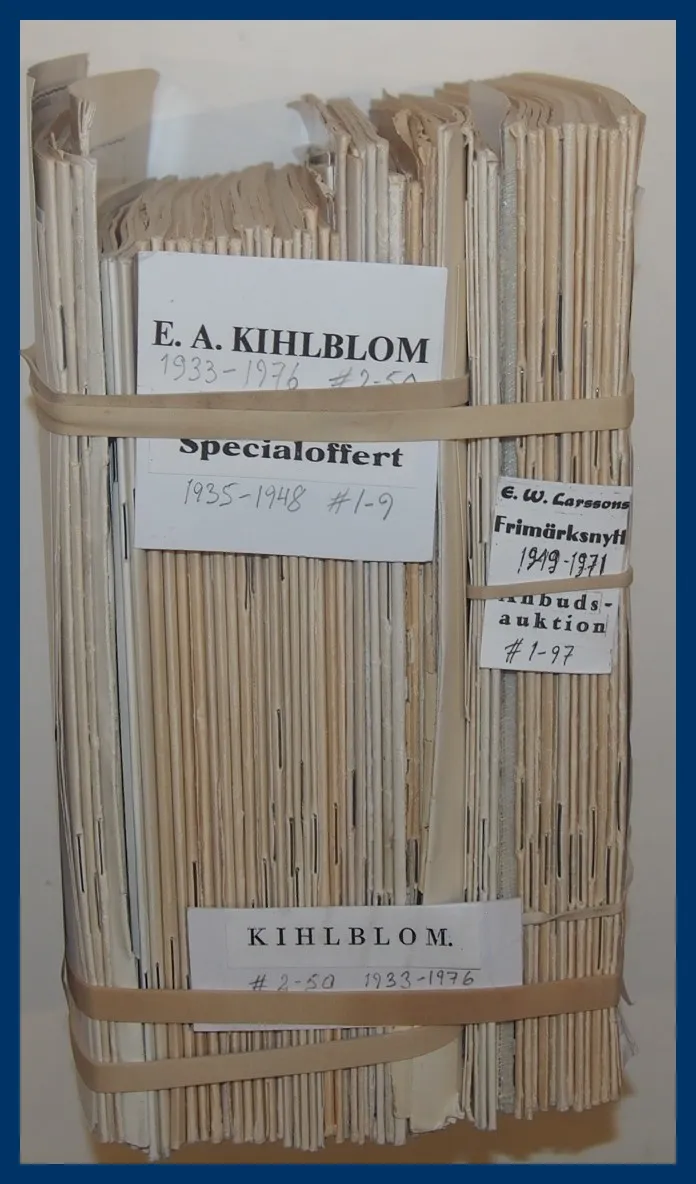 E. A. KIHLBLOM
1933-1976 #2-50
Specialoffert
1935-1948 #1-9
E. W. Larssons
Frimärksnytt
1949-1971
Anbuds-
auktion
# 1-97
KIHLBLOM.
# 2-50 1933-1976